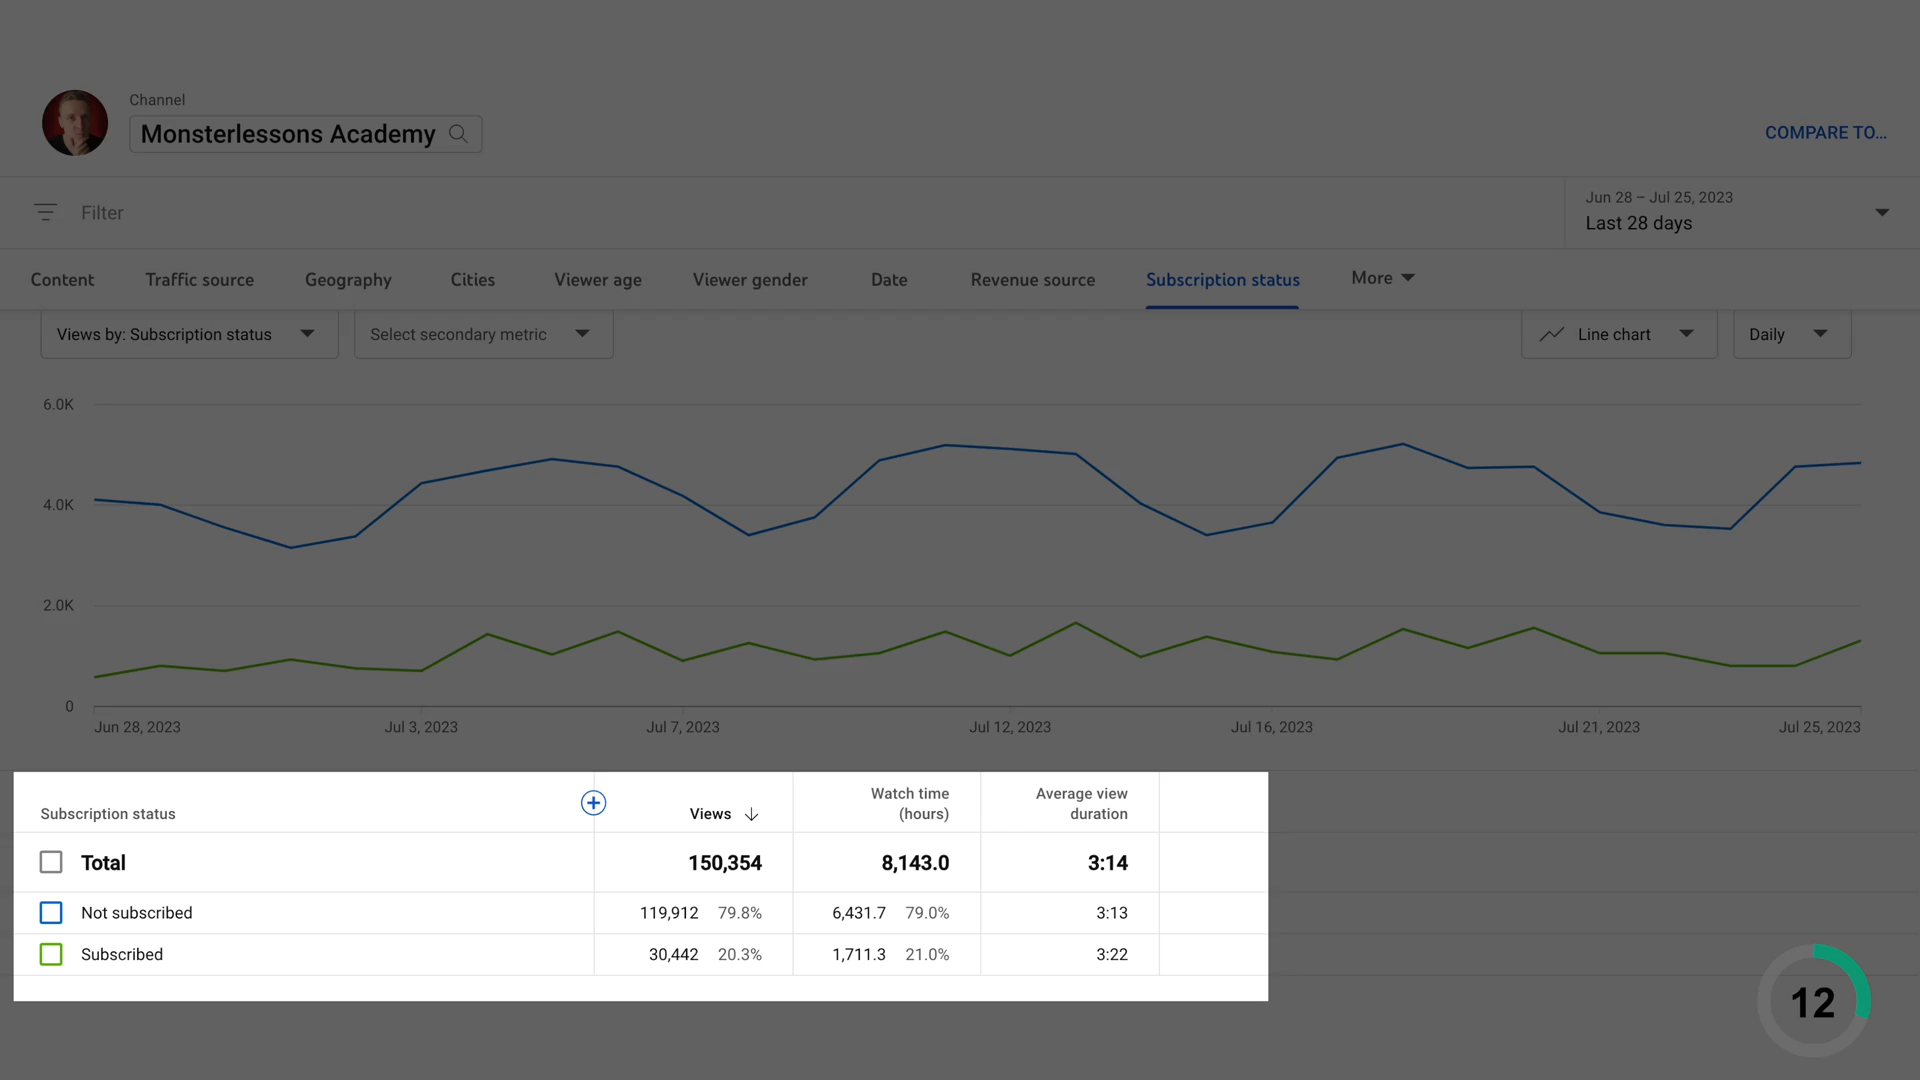 Channel
Monsterlessons Academy
COMPARE TO...
Filter
Jun 28 – Jul 25, 2023
Last 28 days
Content Traffic source Geography Cities Viewer age Viewer gender Date Revenue source Subscription status More
Views by: Subscription status Select secondary metric Line chart Daily
6.0K
4.0K
2.0K
0
Jun 28, 2023 Jul 3, 2023 Jul 7, 2023 Jul 12, 2023 Jul 16, 2023 Jul 21, 2023 Jul 25, 2023
Subscription status Views Watch time (hours) Average view duration
Total 150,354 8,143.0 3:14
Not subscribed 119,912 79.8% 6,431.7 79.0% 3:13
Subscribed 30,442 20.3% 1,711.3 21.0% 3:22
12